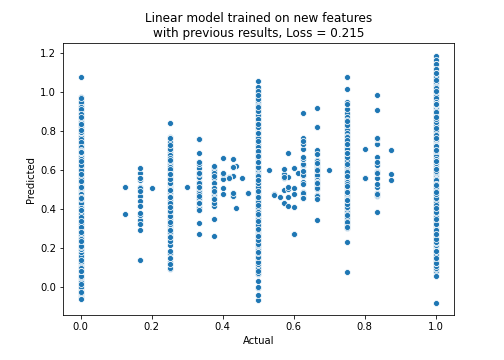 Linear model trained on new features
with previous results, Loss = 0.215
1.2
1.0
0.8
0.6
0.4
0.2
0.0
Predicted
0.0 0.2 0.4 0.6 0.8 1.0
Actual